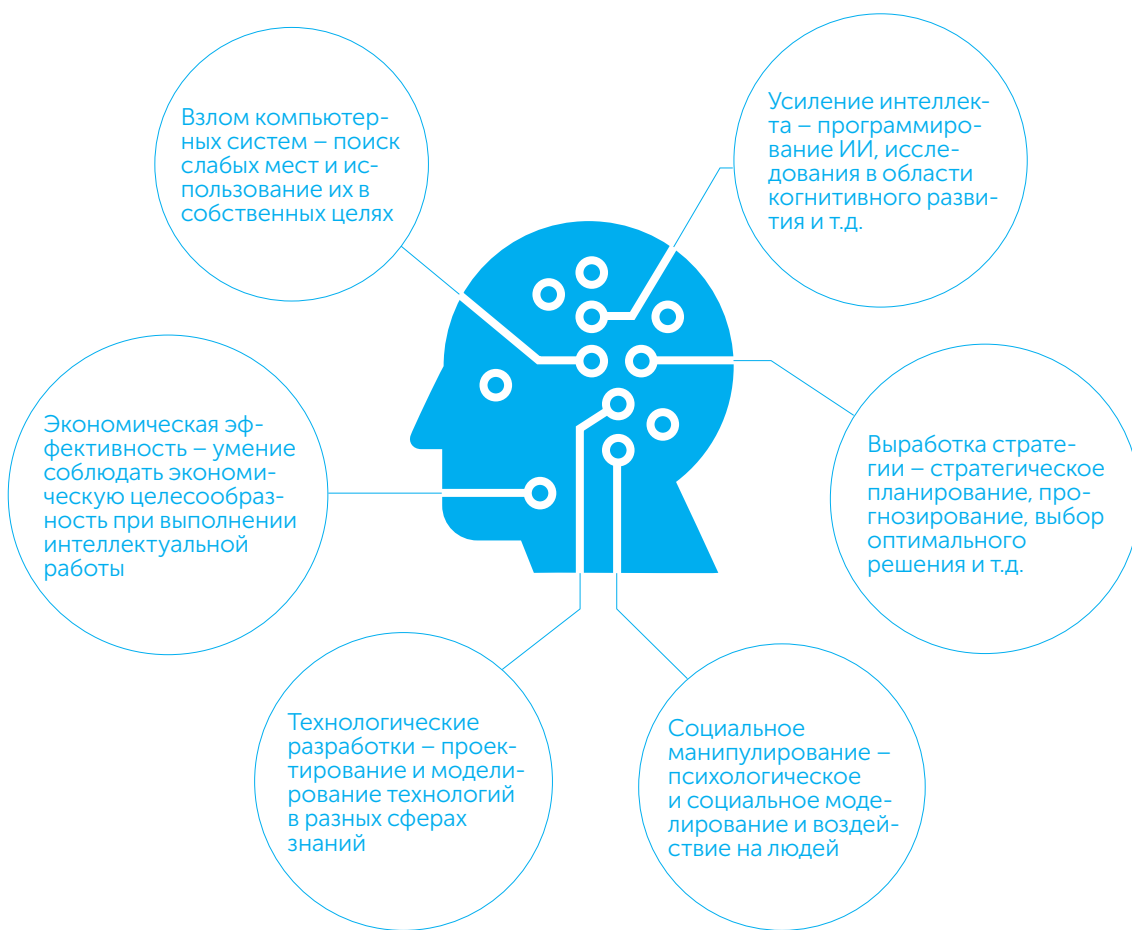 Взлом компьютер-
ных систем – поиск
слабых мест и ис-
пользование их в
собственных целях
Усиление интеллек-
та – программиро-
вание ИИ, иссле-
дования в области
когнитивного разви-
тия и т.д.
Экономическая эф-
фективность – умение
соблюдать экономи-
ческую целесообраз-
ность при выполнении
интеллектуальной
работы
Выработка страте-
гии – стратегическое
планирование, про-
гнозирование, выбор
оптимального
решения и т.д.
Технологические
разработки – проек-
тирование и модели-
рование технологий
в разных сферах
знаний
Социальное
манипулирование –
психологическое
и социальное моде-
лирование и воздей-
ствие на людей